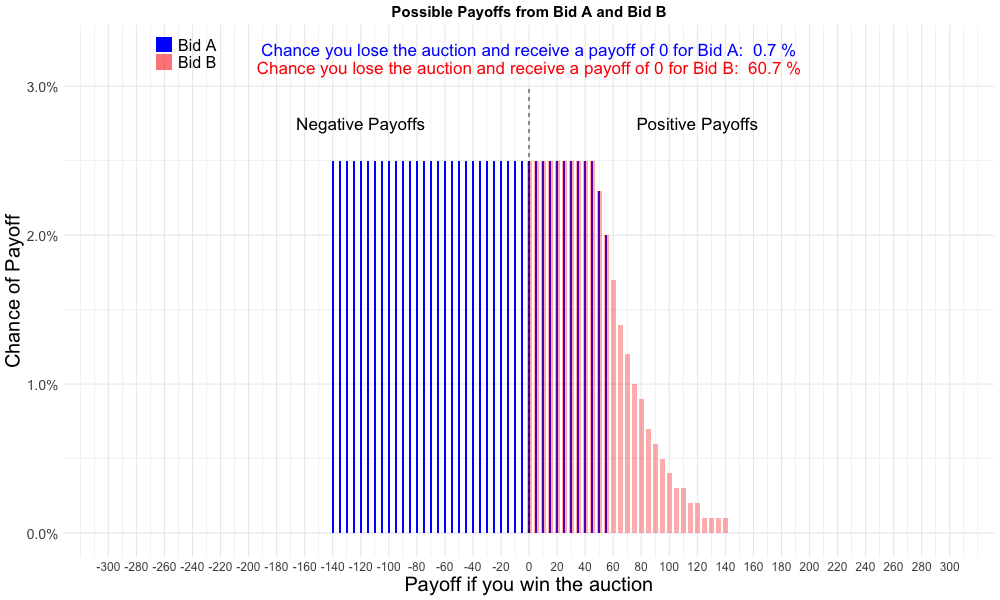 Possible Payoffs from Bid A and Bid B
Bid A
Bid B
Chance you lose the auction and receive a payoff of 0 for Bid A:  0.7 %
Chance you lose the auction and receive a payoff of 0 for Bid B:  60.7 %
Negative Payoffs
Positive Payoffs
Chance of Payoff
3.0%
2.0%
1.0%
0.0%
-300 -280 -260 -240 -220 -200 -180 -160 -140 -120 -100 -80 -60 -40 -20 0 20 40 60 80 100 120 140 160 180 200 220 240 260 280 300
Payoff if you win the auction